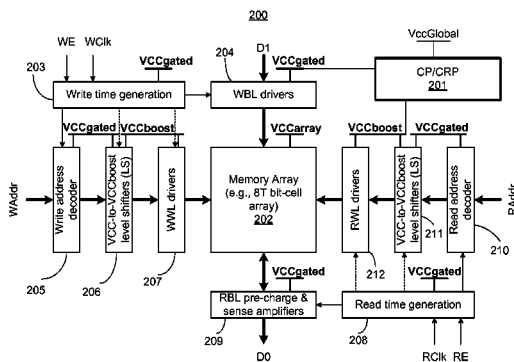 200
WE
WClk
203
VCCgated
204
D1
VCCgated
VccGlobal
CP/CRP
201
Write time generation
WBL drivers
VCCgated
VCCboost
VCCarray
VCCboost
VCCgated
WAddr
Write address decoder
VCC-to-VCCboost level shifters (LS)
WWL drivers
Memory Array
(e.g., 8T bit-cell
array)
202
RWL drivers
VCC-to-VCCboost level shifters (LS)
Read address decoder
RAddr
205
206
207
212
211
210
VCCgated
VCCgated
RBL pre-charge &
sense amplifiers
Read time generation
209
208
D0
RClk
RE